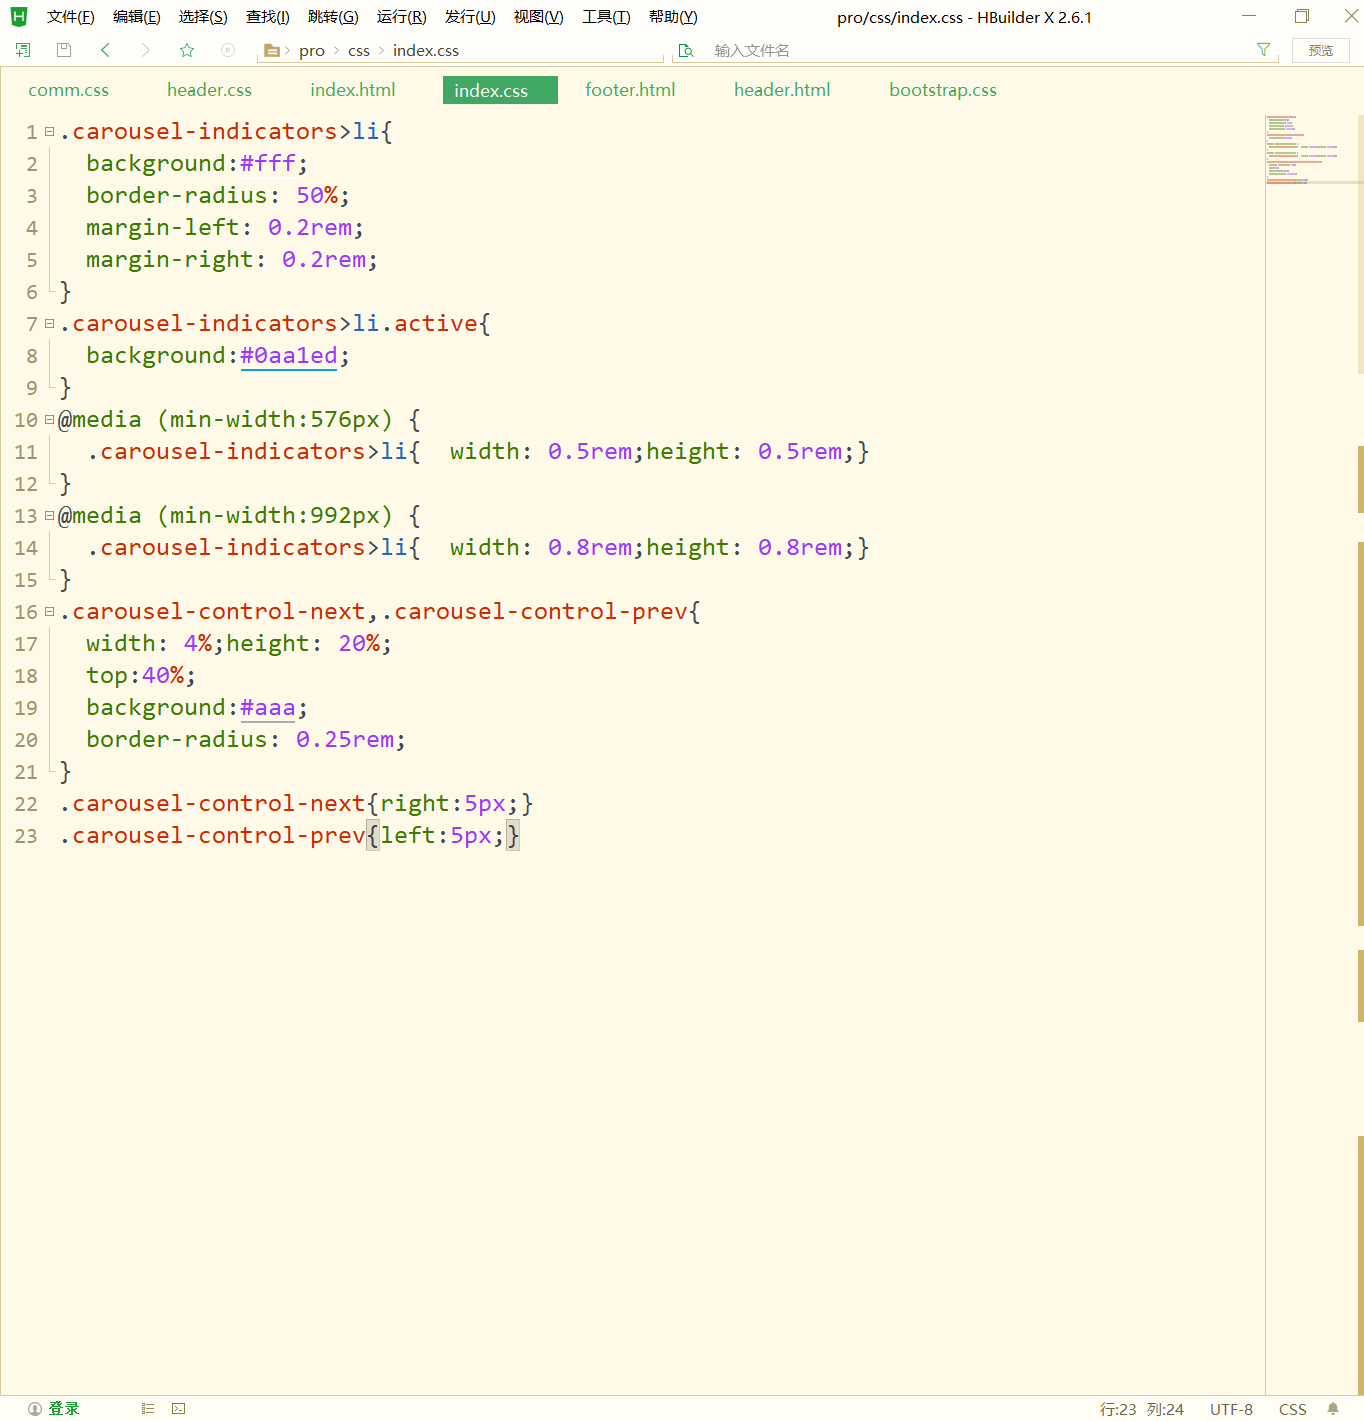 文件(F) 编辑(E) 选择(S) 查找(I) 跳转(G) 运行(R) 发行(U) 视图(V) 工具(T) 帮助(Y) pro/css/index.css - HBuilder X 2.6.1
pro css index.css 输入文件名 预览
comm.css header.css index.html index.css footer.html header.html bootstrap.css
1 .carousel-indicators>li{
2 background:#fff;
3 border-radius: 50%;
4 margin-left: 0.2rem;
5 margin-right: 0.2rem;
6 }
7 .carousel-indicators>li.active{
8 background:#0aa1ed;
9 }
10 @media (min-width:576px) {
11 .carousel-indicators>li{  width: 0.5rem;height: 0.5rem;}
12 }
13 @media (min-width:992px) {
14 .carousel-indicators>li{  width: 0.8rem;height: 0.8rem;}
15 }
16 .carousel-control-next,.carousel-control-prev{
17 width: 4%;height: 20%;
18 top:40%;
19 background:#aaa;
20 border-radius: 0.25rem;
21 }
22 .carousel-control-next{right:5px;}
23 .carousel-control-prev{left:5px;}
登录 行:23 列:24 UTF-8 CSS